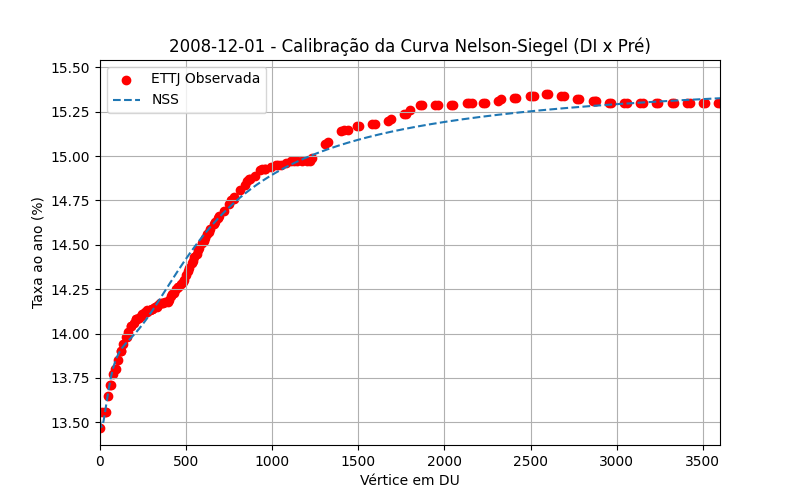 2008-12-01 - Calibração da Curva Nelson-Siegel (DI x Pré)
ETTJ Observada
NSS
Taxa ao ano (%)
15.50
15.25
15.00
14.75
14.50
14.25
14.00
13.75
13.50
0 500 1000 1500 2000 2500 3000 3500
Vértice em DU